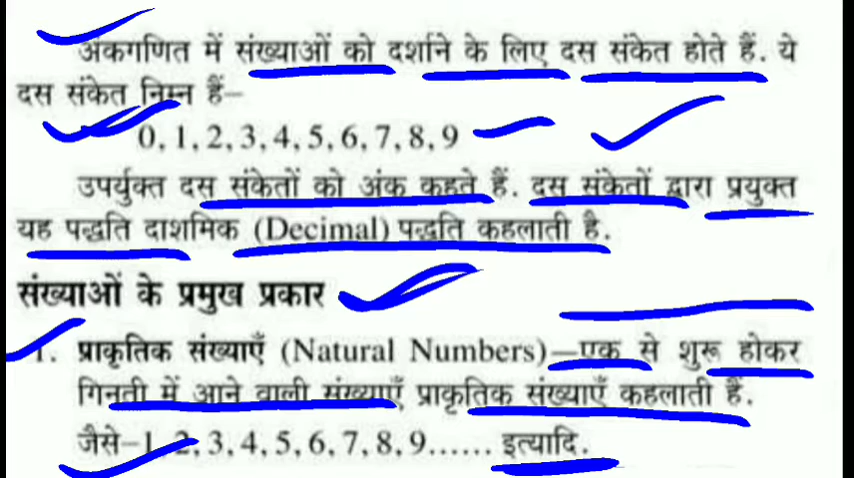 अंकगणित में संख्याओं को दर्शाने के लिए दस संकेत होते हैं. ये
दस संकेत निम्न हैं–
0, 1, 2, 3, 4, 5, 6, 7, 8, 9
उपर्युक्त दस संकेतों को अंक कहते हैं. दस संकेतों द्वारा प्रयुक्त
यह पद्धति दाशमिक (Decimal) पद्धति कहलाती है.
संख्याओं के प्रमुख प्रकार
1. प्राकृतिक संख्याएँ (Natural Numbers)—एक से शुरू होकर
गिनती में आने वाली संख्याएँ प्राकृतिक संख्याएँ कहलाती हैं.
जैसे–1, 2, 3, 4, 5, 6, 7, 8, 9...... इत्यादि.